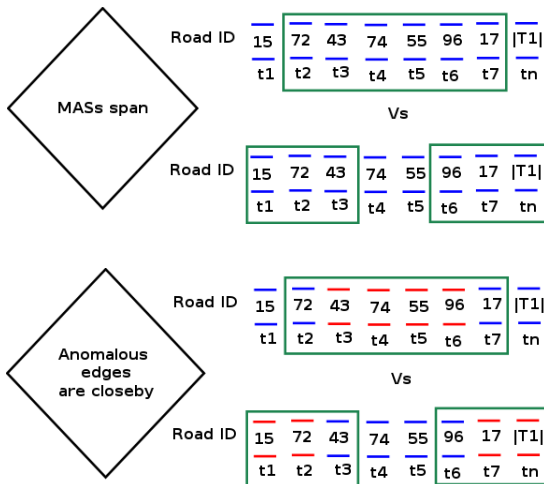 Road ID 15 72 43 74 55 96 17 |T1|
t1 t2 t3 t4 t5 t6 t7 tn
MASs span
Vs
Road ID 15 72 43 74 55 96 17 |T1|
t1 t2 t3 t4 t5 t6 t7 tn
Road ID 15 72 43 74 55 96 17 |T1|
t1 t2 t3 t4 t5 t6 t7 tn
Anomalous
edges
are closeby
Vs
Road ID 15 72 43 74 55 96 17 |T1|
t1 t2 t3 t4 t5 t6 t7 tn